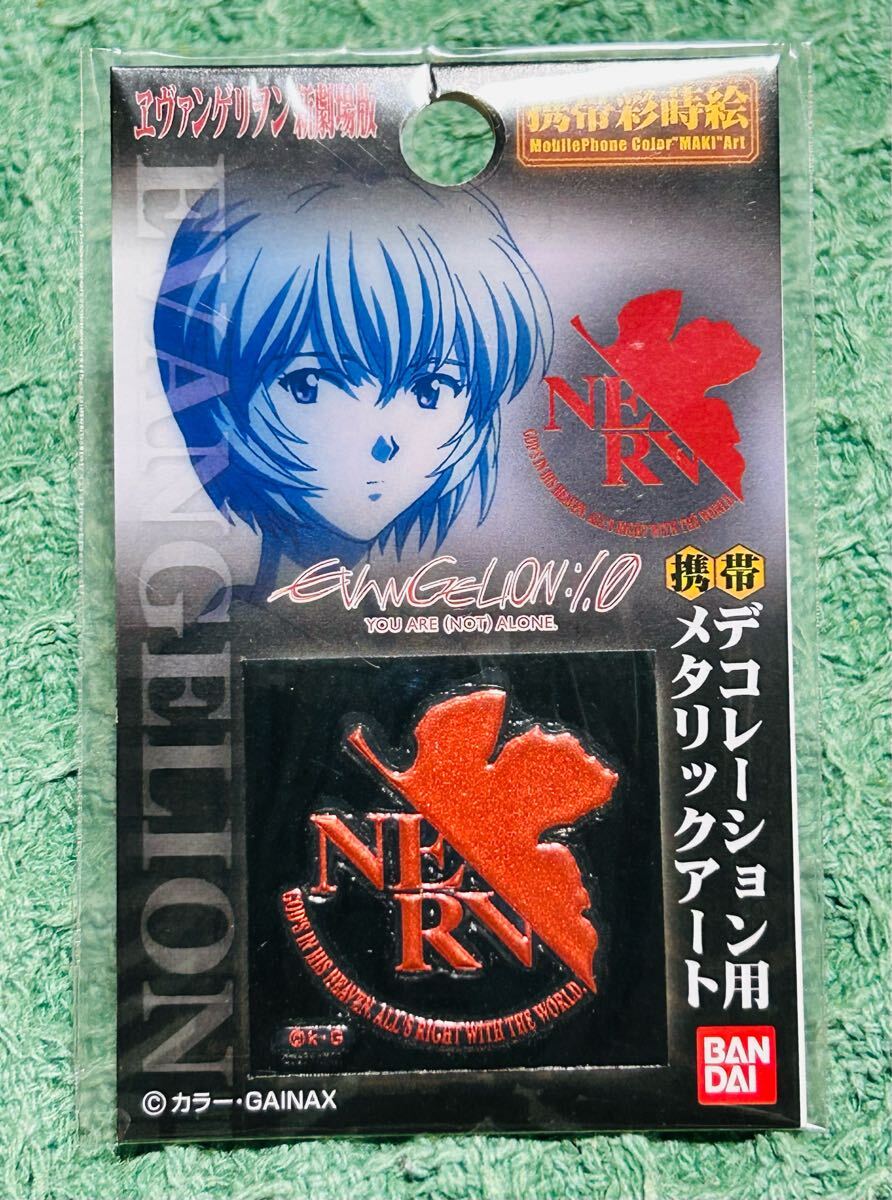 ヱヴァンゲリヲン 新劇場版
携帯彩蒔絵
MobilePhone Color"MAKI"Art
EVANGELION
NERV
GOD'S IN HIS HEAVEN. ALL'S RIGHT WITH THE WORLD.
EVANGELION:1.0
YOU ARE (NOT) ALONE.
携帯
デコレーション用
メタリックアート
NERV
GOD'S IN HIS HEAVEN. ALL'S RIGHT WITH THE WORLD.
©K・G
©カラー・GAINAX
BAN
DAI